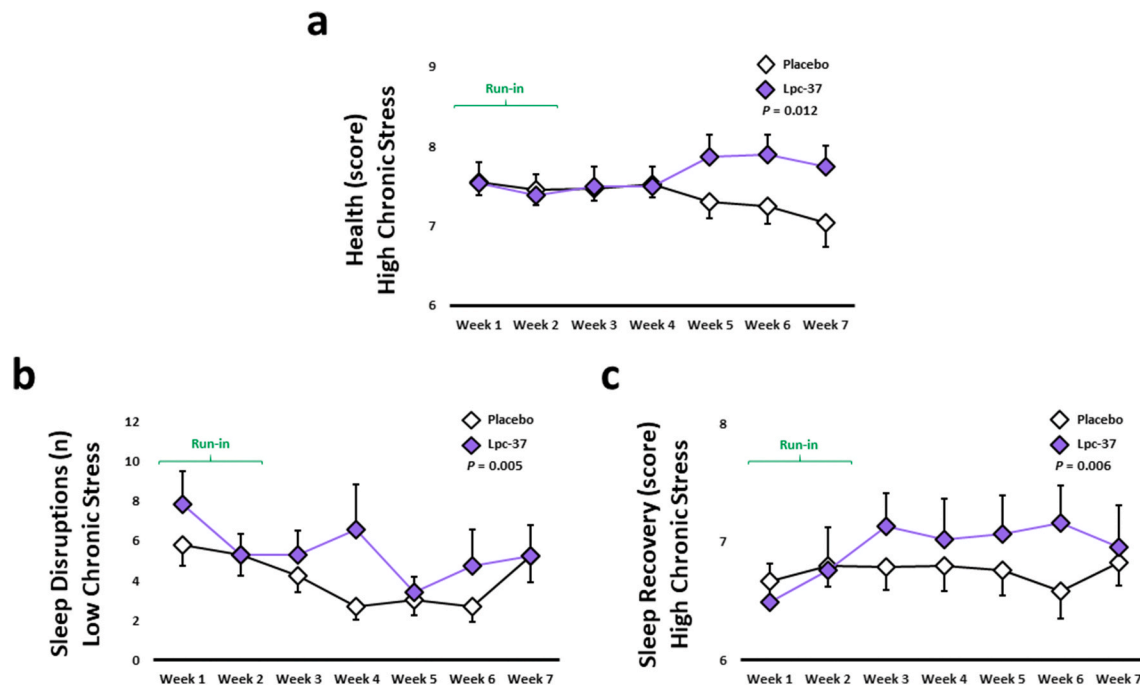 a
Health (score)
High Chronic Stress
9
8
7
6
Run-in
Placebo
Lpc-37
P = 0.012
Week 1 Week 2 Week 3 Week 4 Week 5 Week 6 Week 7
b
Sleep Disruptions (n)
Low Chronic Stress
12
10
8
6
4
2
0
Run-in
Placebo
Lpc-37
P = 0.005
Week 1 Week 2 Week 3 Week 4 Week 5 Week 6 Week 7
c
Sleep Recovery (score)
High Chronic Stress
8
7
6
Run-in
Placebo
Lpc-37
P = 0.006
Week 1 Week 2 Week 3 Week 4 Week 5 Week 6 Week 7